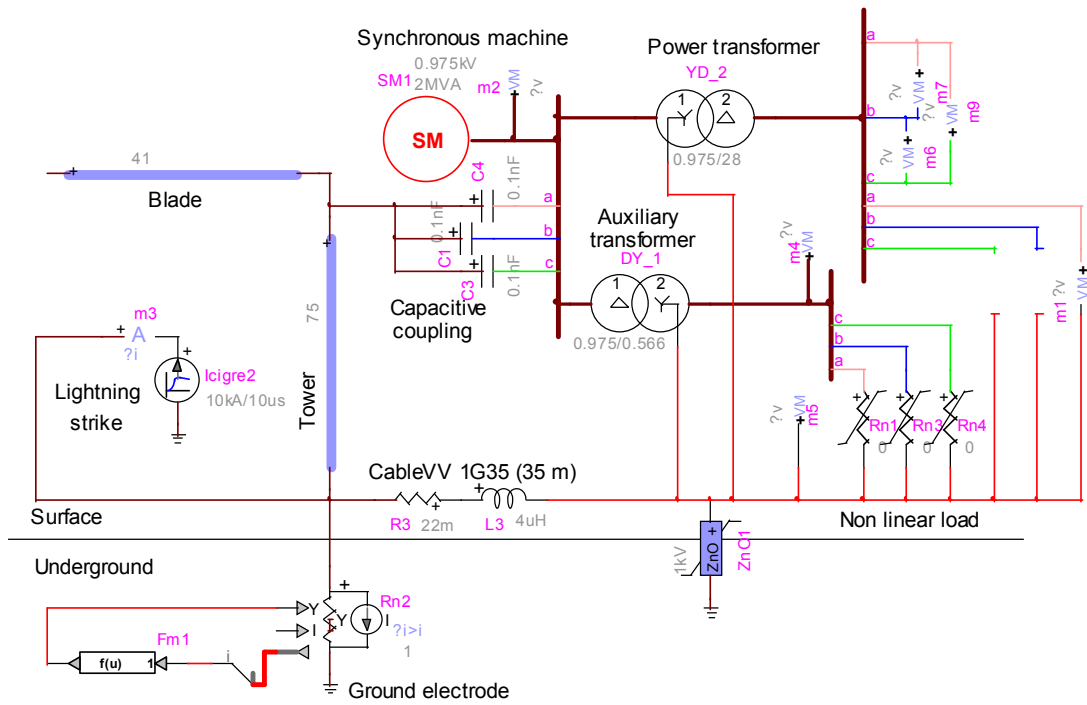 Synchronous machine
0.975kV
SM1
2MVA
m2
VM
?v
SM
Power transformer
YD_2
1
2
0.975/28
a
b
c
a
b
c
?v
VM
m7
?v
VM
m9
?v
VM
m6
41
+
Blade
C4
+
0.1nF
a
0.1nF
+
C1
b
+
C3
0.1nF
c
Capacitive
coupling
Auxiliary
transformer
DY_1
1
2
0.975/0.566
?v
m4
VM
?v
m1
VM
+
75
Tower
m3
+
A
?i
+
Icigre2
10kA/10us
Lightning
strike
c
b
a
?v
VM
m5
+
Rn1
0
+
Rn3
0
+
Rn4
0
CableVV 1G35 (35 m)
R3
+
22m
+
L3
4uH
Surface
Non linear load
Underground
1kV
ZnO
+
ZnO1
+
Rn2
Y
Y
I
I
?i>i
1
Fm1
f(u)
1
i
Ground electrode